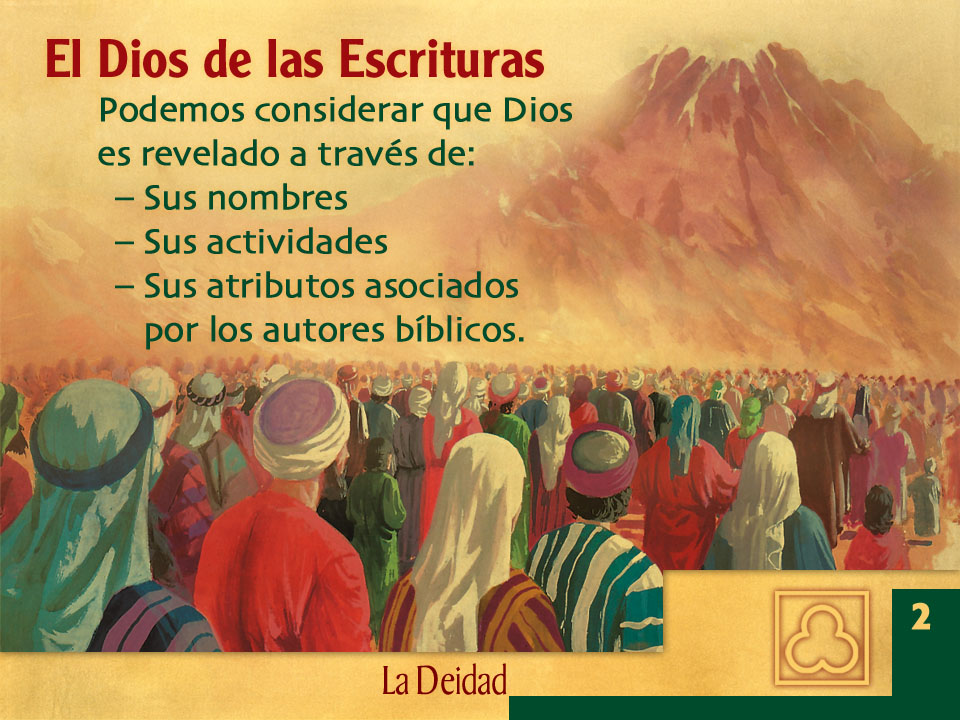 El Dios de las Escrituras
Podemos considerar que Dios
es revelado a través de:
– Sus nombres
– Sus actividades
– Sus atributos asociados
por los autores bíblicos.
2
La Deidad